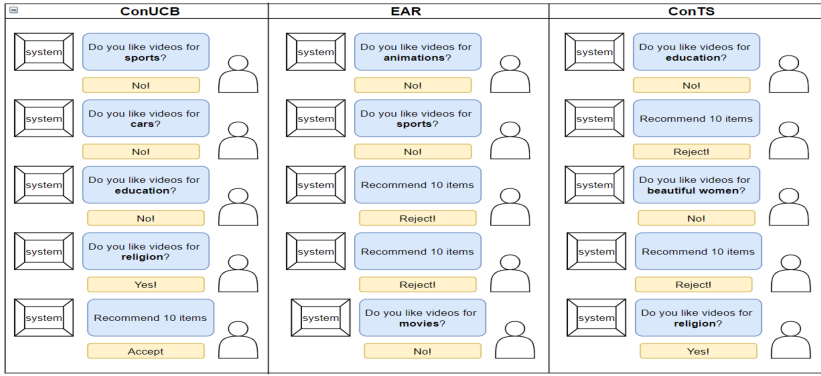 ConUCB
system
Do you like videos for
sports?
No!
system
Do you like videos for
cars?
No!
system
Do you like videos for
education?
No!
system
Do you like videos for
religion?
Yes!
system
Recommend 10 items
Accept
EAR
system
Do you like videos for
animations?
No!
system
Do you like videos for
sports?
No!
system
Recommend 10 items
Reject!
system
Recommend 10 items
Reject!
system
Do you like videos for
movies?
No!
ConTS
system
Do you like videos for
education?
No!
system
Recommend 10 items
Reject!
system
Do you like videos for
beautiful women?
No!
system
Recommend 10 items
Reject!
system
Do you like videos for
religion?
Yes!